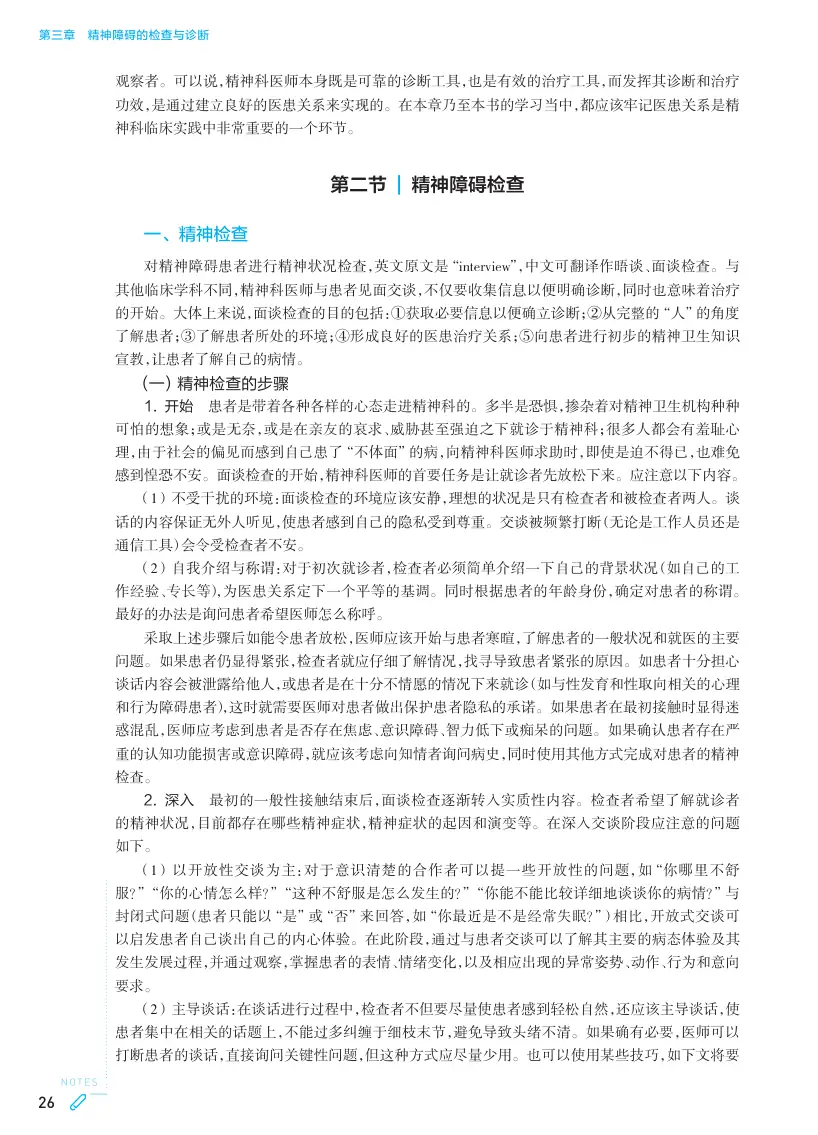 第三章 精神障碍的检查与诊断
观察者。可以说,精神科医师本身既是可靠的诊断工具,也是有效的治疗工具,而发挥其诊断和治疗
功效,是通过建立良好的医患关系来实现的。在本章乃至本书的学习当中,都应该牢记医患关系是精
神科临床实践中非常重要的一个环节。
第二节 | 精神障碍检查
一、精神检查
对精神障碍患者进行精神状况检查,英文原文是“interview”,中文可翻译作晤谈、面谈检查。与
其他临床学科不同,精神科医师与患者见面交谈,不仅要收集信息以便明确诊断,同时也意味着治疗
的开始。大体上来说,面谈检查的目的包括:①获取必要信息以便确立诊断;②从完整的“人”的角度
了解患者;③了解患者所处的环境;④形成良好的医患治疗关系;⑤向患者进行初步的精神卫生知识
宣教,让患者了解自己的病情。
(一)精神检查的步骤
1. 开始 患者是带着各种各样的心态走进精神科的。多半是恐惧,掺杂着对精神卫生机构种种
可怕的想象;或是无奈,或是在亲友的哀求、威胁甚至强迫之下就诊于精神科;很多人都会有羞耻心
理,由于社会的偏见而感到自己患了“不体面”的病,向精神科医师求助时,即使是迫不得已,也难免
感到惶恐不安。面谈检查的开始,精神科医师的首要任务是让就诊者先放松下来。应注意以下内容。
(1)不受干扰的环境:面谈检查的环境应该安静,理想的状况是只有检查者和被检查者两人。谈
话的内容保证无外人听见,使患者感到自己的隐私受到尊重。交谈被频繁打断(无论是工作人员还是
通信工具)会令受检查者不安。
(2)自我介绍与称谓:对于初次就诊者,检查者必须简单介绍一下自己的背景状况(如自己的工
作经验、专长等),为医患关系定下一个平等的基调。同时根据患者的年龄身份,确定对患者的称谓。
最好的办法是询问患者希望医师怎么称呼。
采取上述步骤后如能令患者放松,医师应该开始与患者寒暄,了解患者的一般状况和就医的主要
问题。如果患者仍显得紧张,检查者就应仔细了解情况,找寻导致患者紧张的原因。如患者十分担心
谈话内容会被泄露给他人,或患者是在十分不情愿的情况下来就诊(如与性发育和性取向相关的心理
和行为障碍患者),这时就需要医师对患者做出保护患者隐私的承诺。如果患者在最初接触时显得迷
惑混乱,医师应考虑到患者是否存在焦虑、意识障碍、智力低下或痴呆的问题。如果确认患者存在严
重的认知功能损害或意识障碍,就应该考虑向知情者询问病史,同时使用其他方式完成对患者的精神
检查。
2. 深入 最初的一般性接触结束后,面谈检查逐渐转入实质性内容。检查者希望了解就诊者
的精神状况,目前都存在哪些精神症状,精神症状的起因和演变等。在深入交谈阶段应注意的问题
如下。
(1)以开放性交谈为主:对于意识清楚的合作者可以提一些开放性的问题,如“你哪里不舒
服?”“你的心情怎么样?”“这种不舒服是怎么发生的?”“你能不能比较详细地谈谈你的病情?”与
封闭式问题(患者只能以“是”或“否”来回答,如“你最近是不是经常失眠?”)相比,开放式交谈可
以启发患者自己谈出自己的内心体验。在此阶段,通过与患者交谈可以了解其主要的病态体验及其
发生发展过程,并通过观察,掌握患者的表情、情绪变化,以及相应出现的异常姿势、动作、行为和意向
要求。
(2)主导谈话:在谈话进行过程中,检查者不但要尽量使患者感到轻松自然,还应该主导谈话,使
患者集中在相关的话题上,不能过多纠缠于细枝末节,避免导致头绪不清。如果确有必要,医师可以
打断患者的谈话,直接询问关键性问题,但这种方式应尽量少用。也可以使用某些技巧,如下文将要
NOTES
26